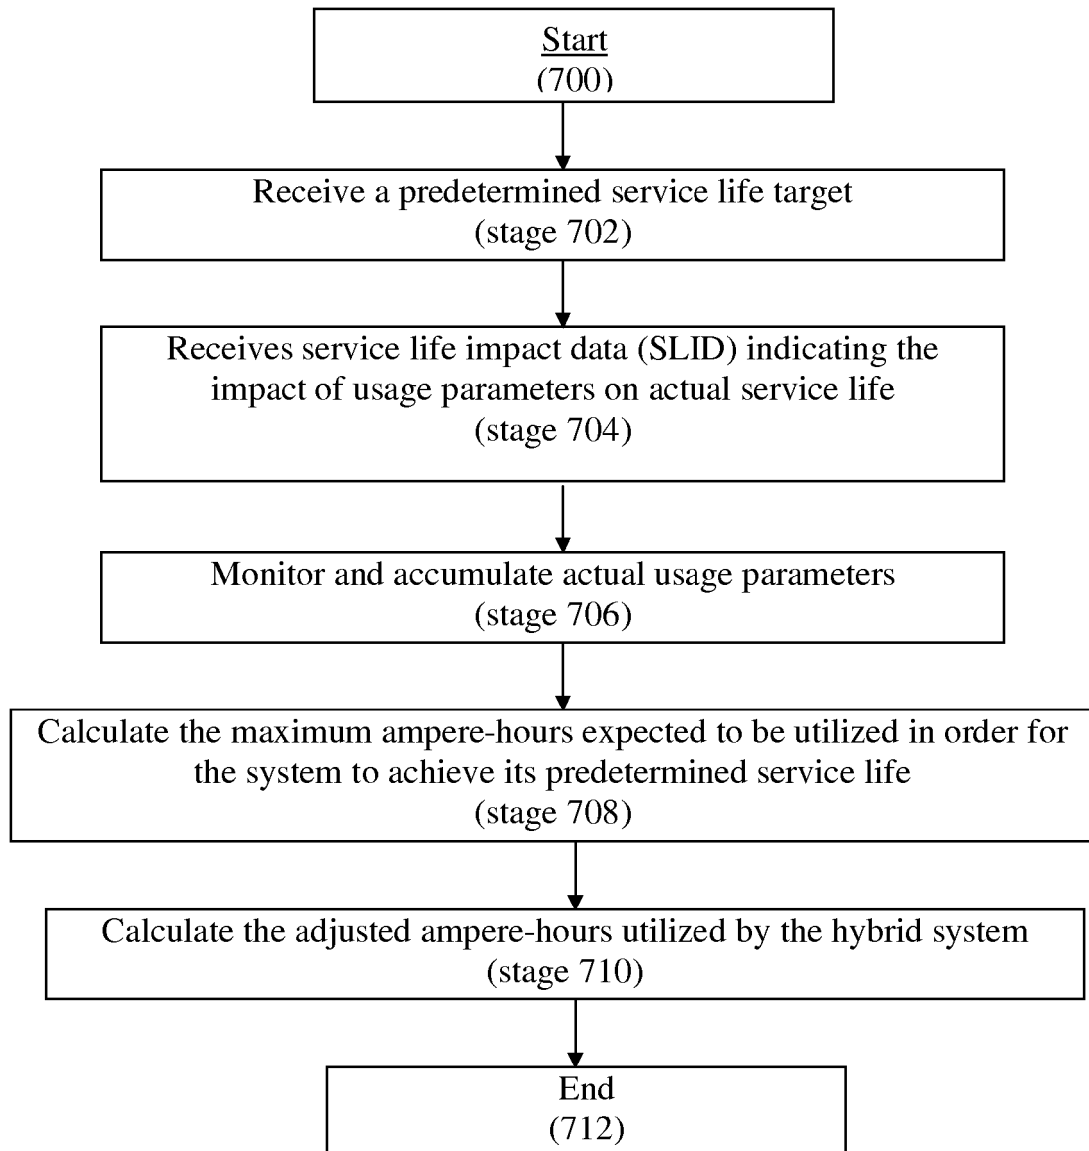 Start
(700)
Receive a predetermined service life target
(stage 702)
Receives service life impact data (SLID) indicating the
impact of usage parameters on actual service life
(stage 704)
Monitor and accumulate actual usage parameters
(stage 706)
Calculate the maximum ampere-hours expected to be utilized in order for
the system to achieve its predetermined service life
(stage 708)
Calculate the adjusted ampere-hours utilized by the hybrid system
(stage 710)
End
(712)